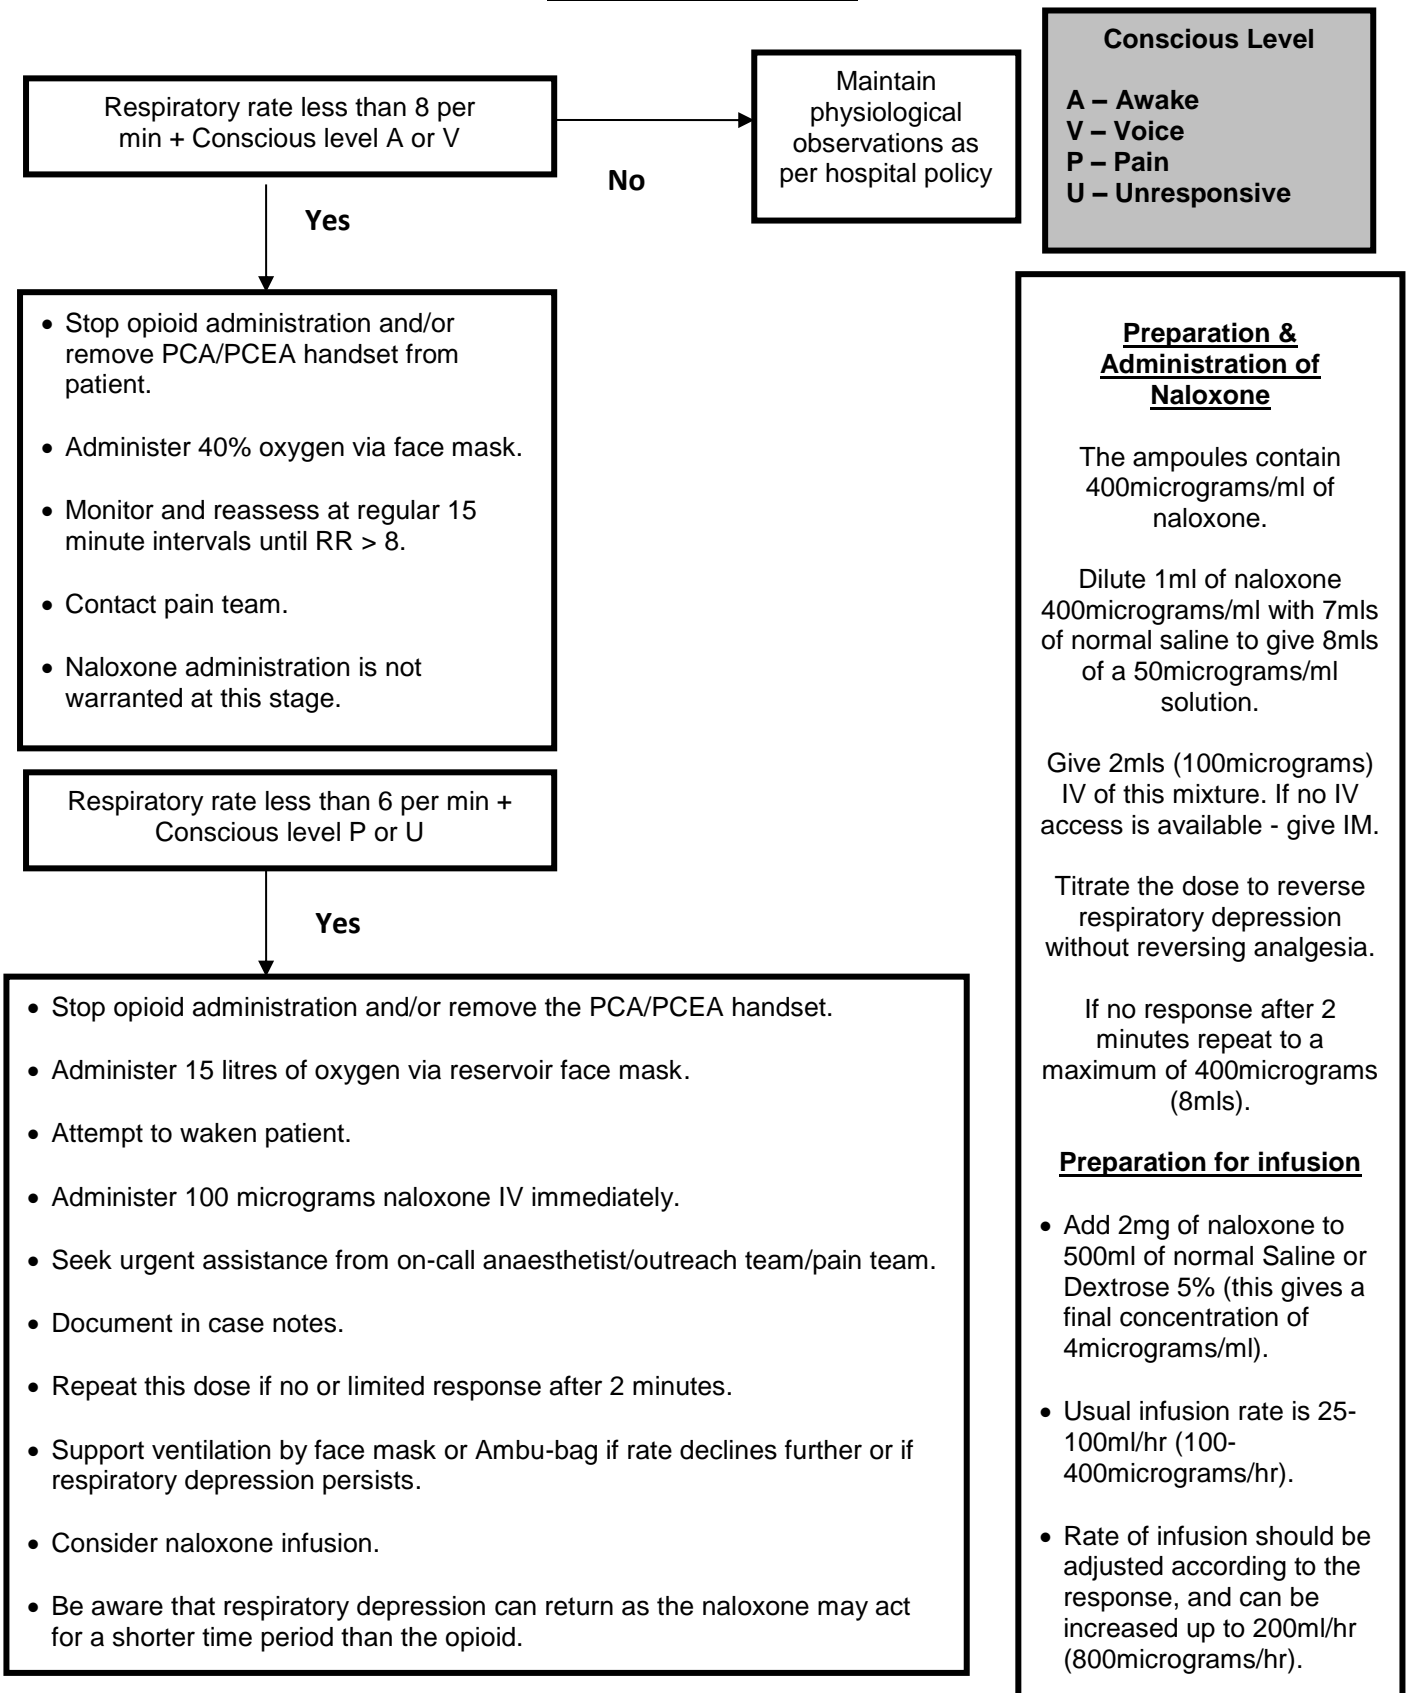 Respiratory rate less than 8 per
min + Conscious level A or V
No
Maintain
physiological
observations as
per hospital policy
Conscious Level
A – Awake
V – Voice
P – Pain
U – Unresponsive
Yes
• Stop opioid administration and/or
remove PCA/PCEA handset from
patient.
• Administer 40% oxygen via face mask.
• Monitor and reassess at regular 15
minute intervals until RR > 8.
• Contact pain team.
• Naloxone administration is not
warranted at this stage.
Respiratory rate less than 6 per min +
Conscious level P or U
Yes
• Stop opioid administration and/or remove the PCA/PCEA handset.
• Administer 15 litres of oxygen via reservoir face mask.
• Attempt to waken patient.
• Administer 100 micrograms naloxone IV immediately.
• Seek urgent assistance from on-call anaesthetist/outreach team/pain team.
• Document in case notes.
• Repeat this dose if no or limited response after 2 minutes.
• Support ventilation by face mask or Ambu-bag if rate declines further or if
respiratory depression persists.
• Consider naloxone infusion.
• Be aware that respiratory depression can return as the naloxone may act
for a shorter time period than the opioid.
Preparation &
Administration of
Naloxone
The ampoules contain
400micrograms/ml of
naloxone.
Dilute 1ml of naloxone
400micrograms/ml with 7mls
of normal saline to give 8mls
of a 50micrograms/ml
solution.
Give 2mls (100micrograms)
IV of this mixture. If no IV
access is available - give IM.
Titrate the dose to reverse
respiratory depression
without reversing analgesia.
If no response after 2
minutes repeat to a
maximum of 400micrograms
(8mls).
Preparation for infusion
• Add 2mg of naloxone to
500ml of normal Saline or
Dextrose 5% (this gives a
final concentration of
4micrograms/ml).
• Usual infusion rate is 25-
100ml/hr (100-
400micrograms/hr).
• Rate of infusion should be
adjusted according to the
response, and can be
increased up to 200ml/hr
(800micrograms/hr).